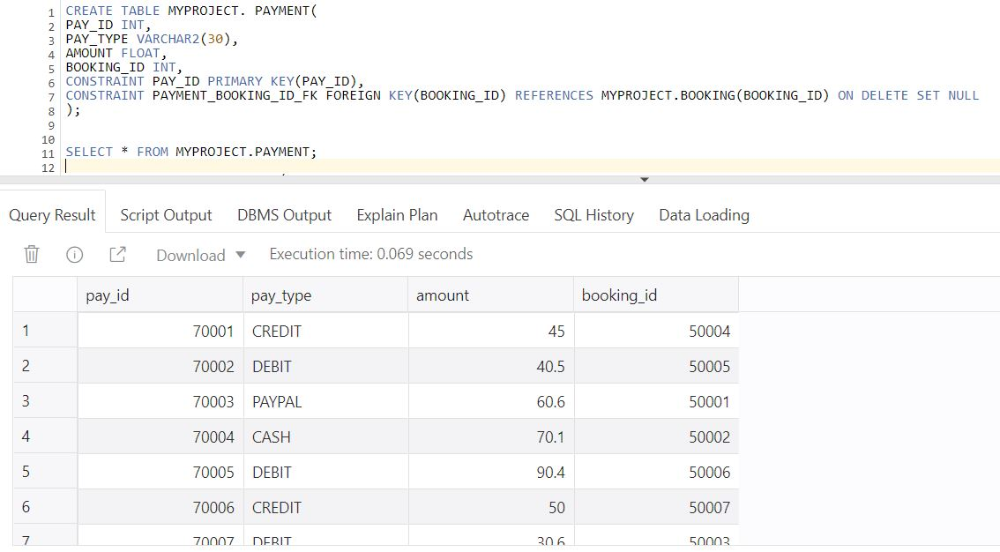 1 CREATE TABLE MYPROJECT. PAYMENT(
2 PAY_ID INT,
3 PAY_TYPE VARCHAR2(30),
4 AMOUNT FLOAT,
5 BOOKING_ID INT,
6 CONSTRAINT PAY_ID PRIMARY KEY(PAY_ID),
7 CONSTRAINT PAYMENT_BOOKING_ID_FK FOREIGN KEY(BOOKING_ID) REFERENCES MYPROJECT.BOOKING(BOOKING_ID) ON DELETE SET NULL
8 );
9
10
11 SELECT * FROM MYPROJECT.PAYMENT;
12
Query Result Script Output DBMS Output Explain Plan Autotrace SQL History Data Loading
Download Execution time: 0.069 seconds
pay_id pay_type amount booking_id
1 70001 CREDIT 45 50004
2 70002 DEBIT 40.5 50005
3 70003 PAYPAL 60.6 50001
4 70004 CASH 70.1 50002
5 70005 DEBIT 90.4 50006
6 70006 CREDIT 50 50007
7 70007 DEBIT 30.6 50003